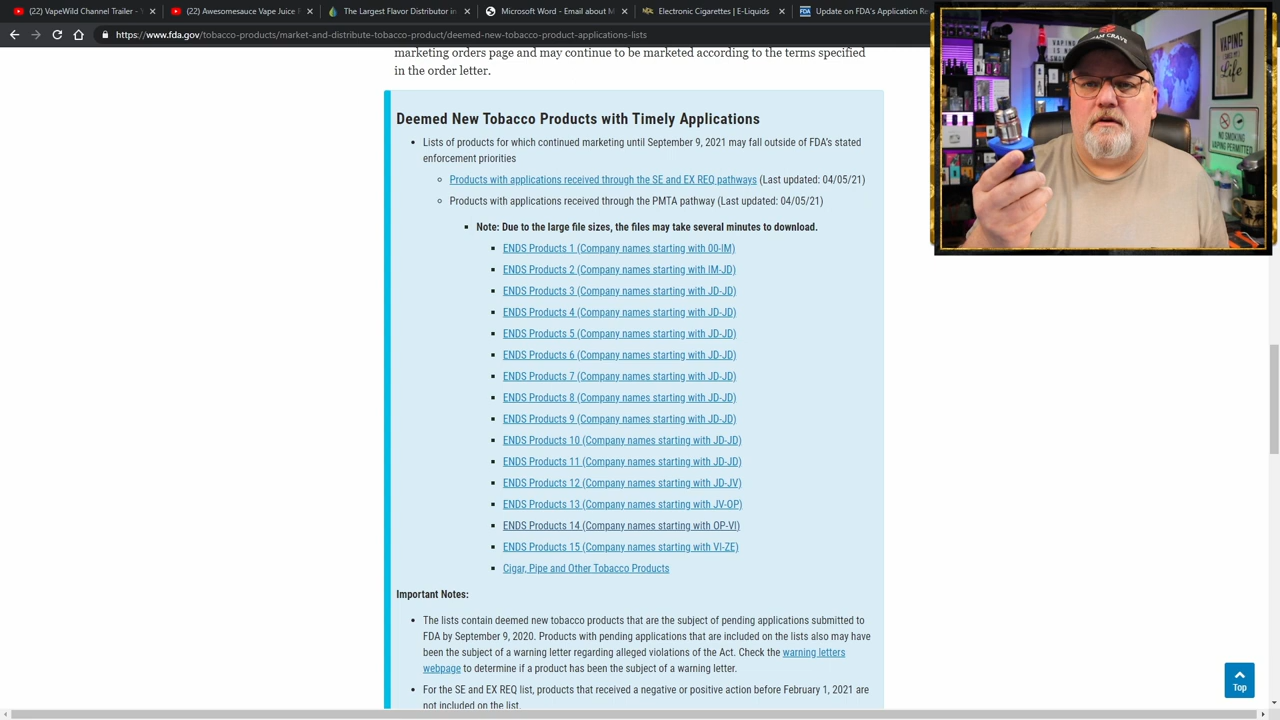 (22) VapeWild Channel Trailer -
(22) Awesomesauce Vape Juice
The Largest Flavor Distributor in
Microsoft Word - Email about M
Electronic Cigarettes | E-Liquids
FDA Update on FDA's Application Re
https://www.fda.gov/tobacco-products/market-and-distribute-tobacco-product/deemed-new-tobacco-product-applications-lists
marketing orders page and may continue to be marketed according to the terms specified
in the order letter.
Deemed New Tobacco Products with Timely Applications
Lists of products for which continued marketing until September 9, 2021 may fall outside of FDA's stated
enforcement priorities
Products with applications received through the SE and EX REQ pathways (Last updated: 04/05/21)
Products with applications received through the PMTA pathway (Last updated: 04/05/21)
Note: Due to the large file sizes, the files may take several minutes to download.
ENDS Products 1 (Company names starting with 00-IM)
ENDS Products 2 (Company names starting with IM-JD)
ENDS Products 3 (Company names starting with JD-JD)
ENDS Products 4 (Company names starting with JD-JD)
ENDS Products 5 (Company names starting with JD-JD)
ENDS Products 6 (Company names starting with JD-JD)
ENDS Products 7 (Company names starting with JD-JD)
ENDS Products 8 (Company names starting with JD-JD)
ENDS Products 9 (Company names starting with JD-JD)
ENDS Products 10 (Company names starting with JD-JD)
ENDS Products 11 (Company names starting with JD-JD)
ENDS Products 12 (Company names starting with JD-JV)
ENDS Products 13 (Company names starting with JV-OP)
ENDS Products 14 (Company names starting with OP-VI)
ENDS Products 15 (Company names starting with VI-ZE)
Cigar, Pipe and Other Tobacco Products
Important Notes:
The lists contain deemed new tobacco products that are the subject of pending applications submitted to
FDA by September 9, 2020. Products with pending applications that are included on the lists also may have
been the subject of a warning letter regarding alleged violations of the Act. Check the warning letters
webpage to determine if a product has been the subject of a warning letter.
For the SE and EX REQ list, products that received a negative or positive action before February 1, 2021 are
not included on the list.
Top
VAPING
IS N
VAPING
Life
NO SMOKING
VAPING PERMITTED